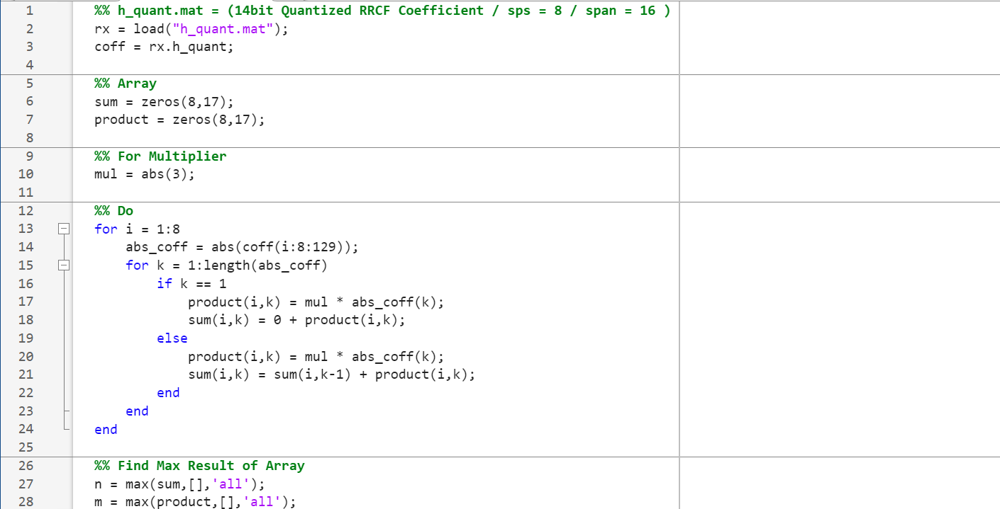 1 %% h_quant.mat = (14bit Quantized RRCF Coefficient / sps = 8 / span = 16 )
2 rx = load("h_quant.mat");
3 coff = rx.h_quant;
4
5 %% Array
6 sum = zeros(8,17);
7 product = zeros(8,17);
8
9 %% For Multiplier
10 mul = abs(3);
11
12 %% Do
13 for i = 1:8
14     abs_coff = abs(coff(i:8:129));
15     for k = 1:length(abs_coff)
16         if k == 1
17             product(i,k) = mul * abs_coff(k);
18             sum(i,k) = 0 + product(i,k);
19         else
20             product(i,k) = mul * abs_coff(k);
21             sum(i,k) = sum(i,k-1) + product(i,k);
22         end
23     end
24 end
25
26 %% Find Max Result of Array
27 n = max(sum,[],'all');
28 m = max(product,[],'all');